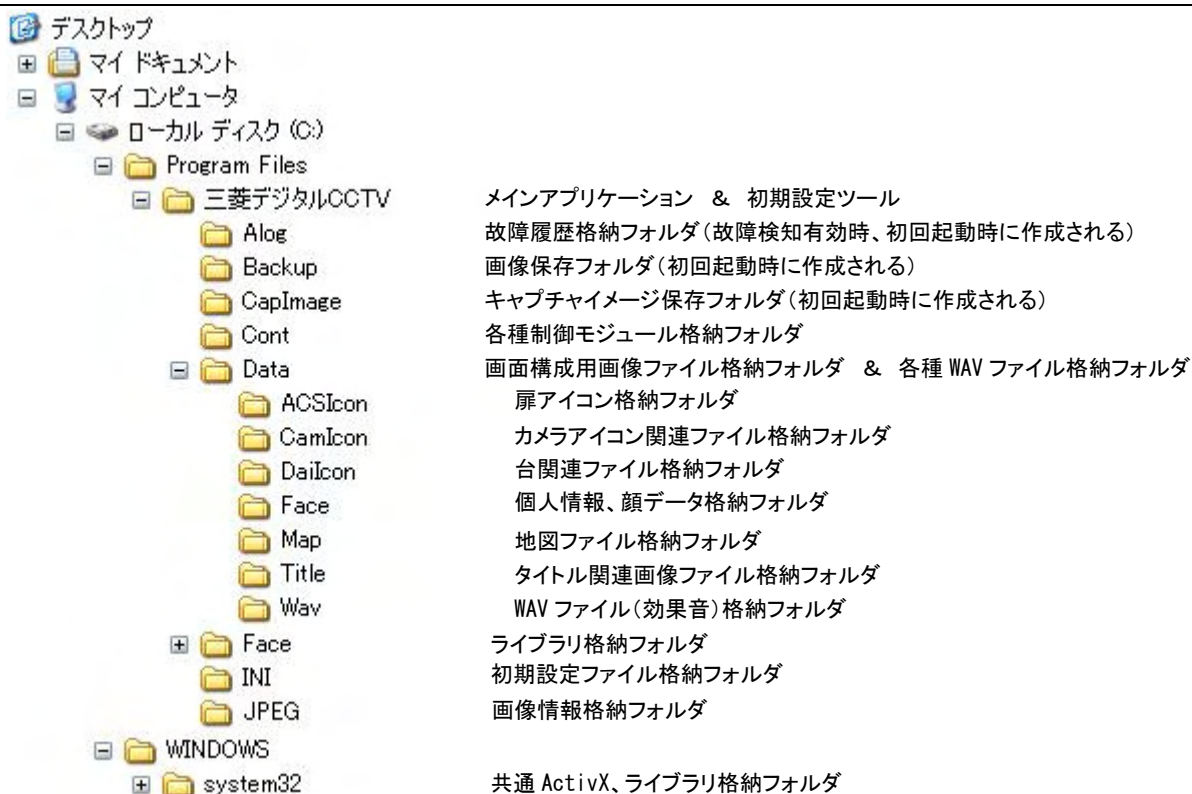 デスクトップ
マイ ドキュメント
マイ コンピュータ
ローカル ディスク (C:)
Program Files
三菱デジタルCCTV メインアプリケーション & 初期設定ツール
Alog 故障履歴格納フォルダ(故障検知有効時、初回起動時に作成される)
Backup 画像保存フォルダ(初回起動時に作成される)
CapImage キャプチャイメージ保存フォルダ(初回起動時に作成される)
Cont 各種制御モジュール格納フォルダ
Data 画面構成用画像ファイル格納フォルダ & 各種 WAV ファイル格納フォルダ
ACSIcon 扉アイコン格納フォルダ
CamIcon カメラアイコン関連ファイル格納フォルダ
DaiIcon 台関連ファイル格納フォルダ
Face 個人情報、顔データ格納フォルダ
Map 地図ファイル格納フォルダ
Title タイトル関連画像ファイル格納フォルダ
Wav WAV ファイル(効果音)格納フォルダ
Face ライブラリ格納フォルダ
INI 初期設定ファイル格納フォルダ
JPEG 画像情報格納フォルダ
WINDOWS
system32 共通 ActivX、ライブラリ格納フォルダ